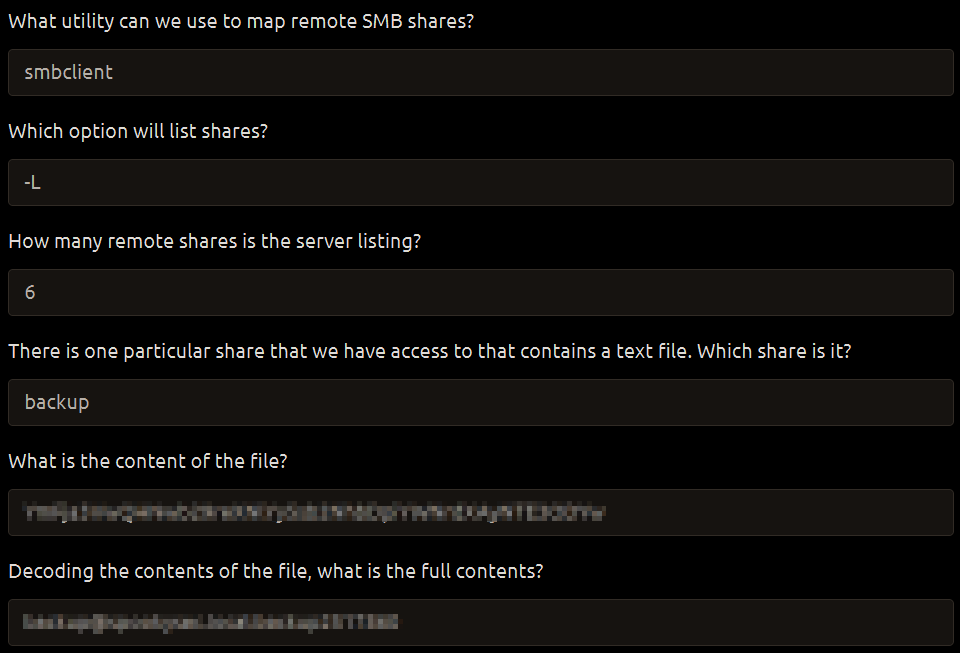 What utility can we use to map remote SMB shares?
smbclient
Which option will list shares?
-L
How many remote shares is the server listing?
6
There is one particular share that we have access to that contains a text file. Which share is it?
backup
What is the content of the file?
Decoding the contents of the file, what is the full contents?